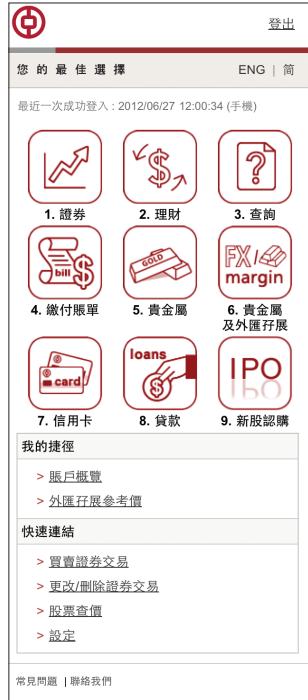 登出
您的最佳選擇 ENG | 简
最近一次成功登入 : 2012/06/27 12:00:34 (手機)
1. 證券 2. 理財 3. 查詢
bill GOLD FX/ margin
4. 繳付賬單 5. 貴金屬 6. 貴金屬
及外匯孖展
card loans IPO
7. 信用卡 8. 貸款 9. 新股認購
我的捷徑
> 賬戶概覽
> 外匯孖展參考價
快速連結
> 買賣證券交易
> 更改/刪除證券交易
> 股票查價
> 設定
常見問題 | 聯絡我們